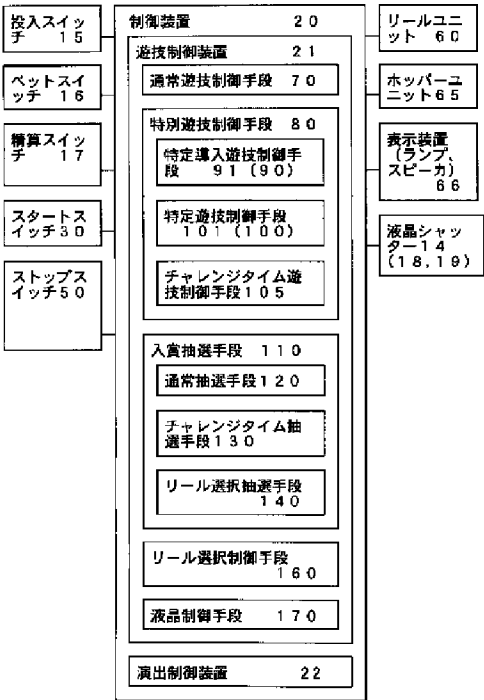 投入スイッ
チ 15
ベットスイ
ッチ 16
精算スイッ
チ 17
スタートス
イッチ30
ストップス
イッチ50
制御装置 20
遊技制御装置 21
通常遊技制御手段 70
特別遊技制御手段 80
特定導入遊技制御手
段 91(90)
特定遊技制御手段
101(100)
チャレンジタイム遊
技制御手段105
入賞抽選手段 110
通常抽選手段120
チャレンジタイム抽
選手段130
リール選択抽選手段
140
リール選択制御手段
160
液晶制御手段 170
演出制御装置 22
リールユニ
ット 60
ホッパーユ
ニット65
表示装置
(ランプ、
スピーカ)
66
液晶シャッ
ター14
(18,19)